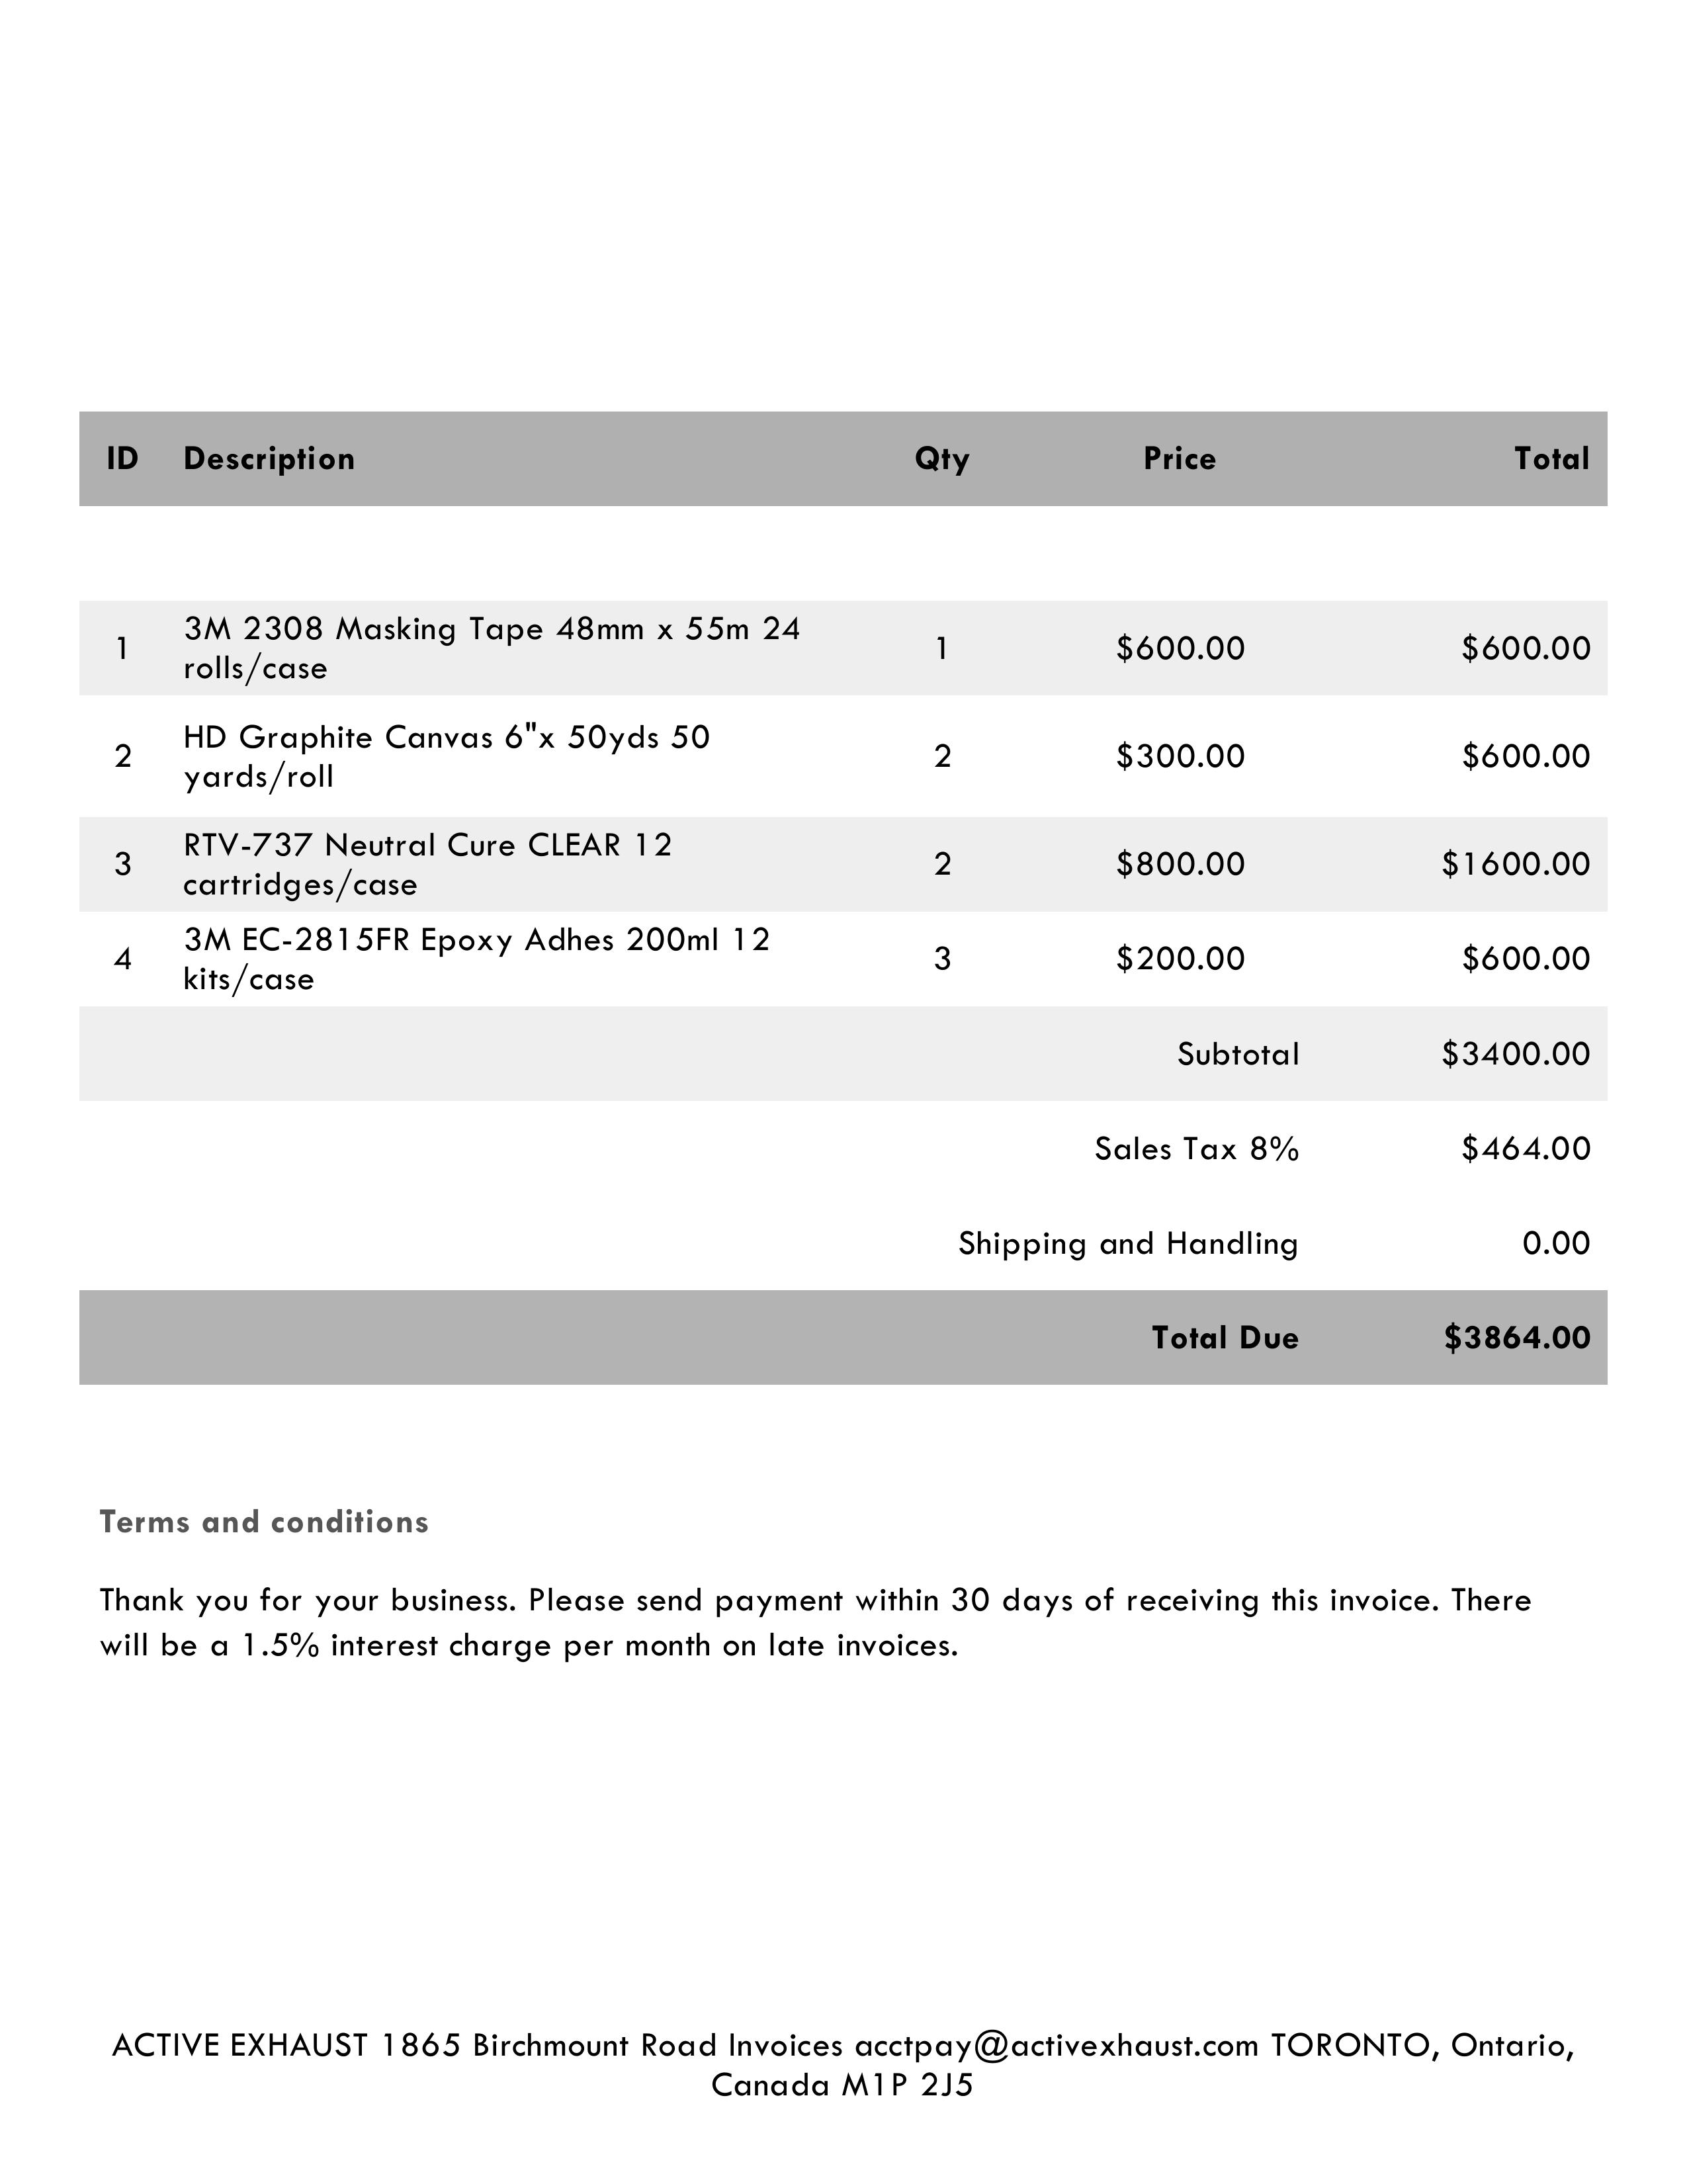 ID Description Qty Price Total
3M 2308 Masking Tape 48mm x 55m 24
1 1 $600.00 $600.00
rolls/case
HD Graphite Canvas 6"x 50yds 50
2 2 $300.00 $600.00
yards/roll
RTV-737 Neutral Cure CLEAR 12
3 2 $800.00 $1600.00
cartridges/case
3M EC-2815FR Epoxy Adhes 200ml 12
4 3 $200.00 $600.00
kits/case
Subtotal $3400.00
Sales Tax 8% $464.00
Shipping and Handling 0.00
Total Due $3864.00
Terms and conditions
Thank you for your business. Please send payment within 30 days of receiving this invoice. There
will be a 1.5% interest charge per month on late invoices.
ACTIVE EXHAUST 1865 Birchmount Road Invoices acctpay@activexhaust.com TORONTO, Ontario,
Canada M1P 2J5